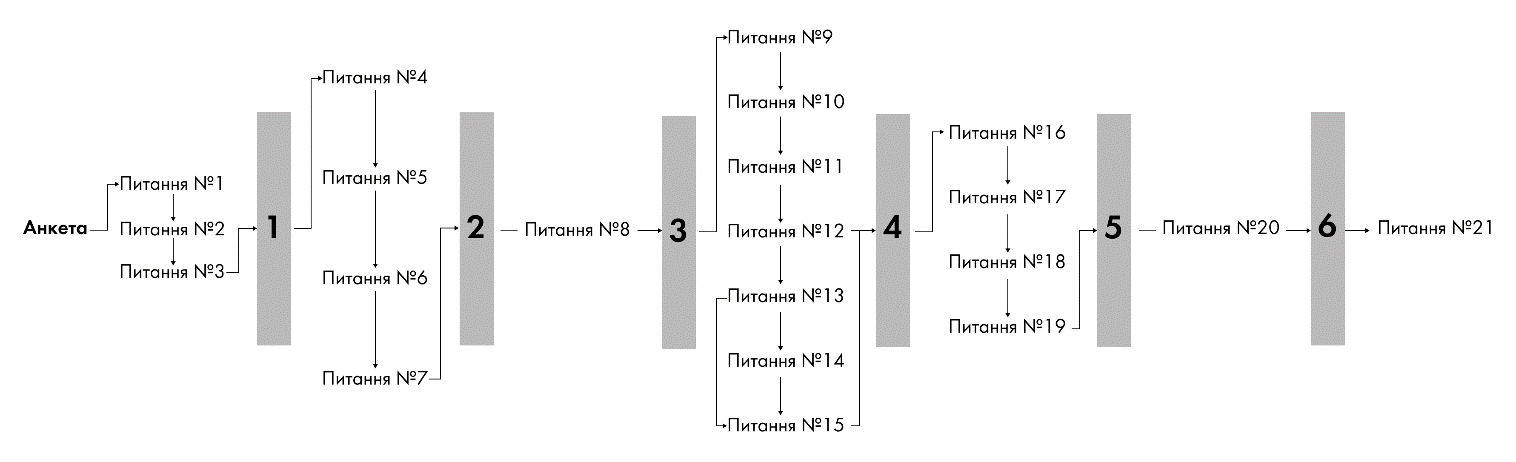 Анкета
Питання №1
Питання №2
Питання №3
1
Питання №4
Питання №5
Питання №6
Питання №7
2
Питання №8
3
Питання №9
Питання №10
Питання №11
Питання №12
Питання №13
Питання №14
Питання №15
4
Питання №16
Питання №17
Питання №18
Питання №19
5
Питання №20
6
Питання №21